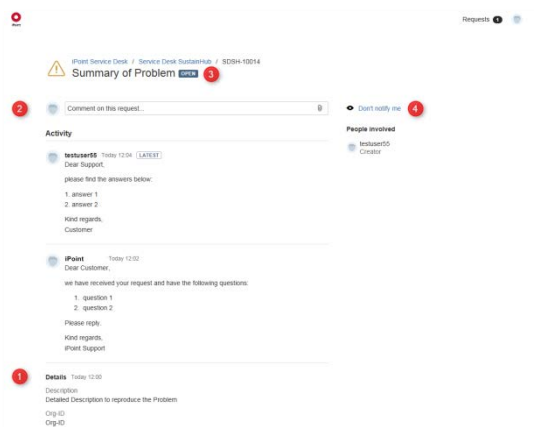 iPoint
Requests 1
iPoint Service Desk / Service Desk SustainHub / SDSH-10014
Summary of Problem OPEN 3
2 Comment on this request...
Don't notify me 4
Activity
People involved
testuser55 Today 12:04 LATEST
testuser55
Creator
Dear Support,
please find the answers below:
1. answer 1
2. answer 2
Kind regards,
Customer
iPoint Today 12:02
Dear Customer,
we have received your request and have the following questions:
1. question 1
2. question 2
Please reply.
Kind regards,
iPoint Support
1 Details Today 12:00
Description
Detailed Description to reproduce the Problem
Org-ID
Org-ID